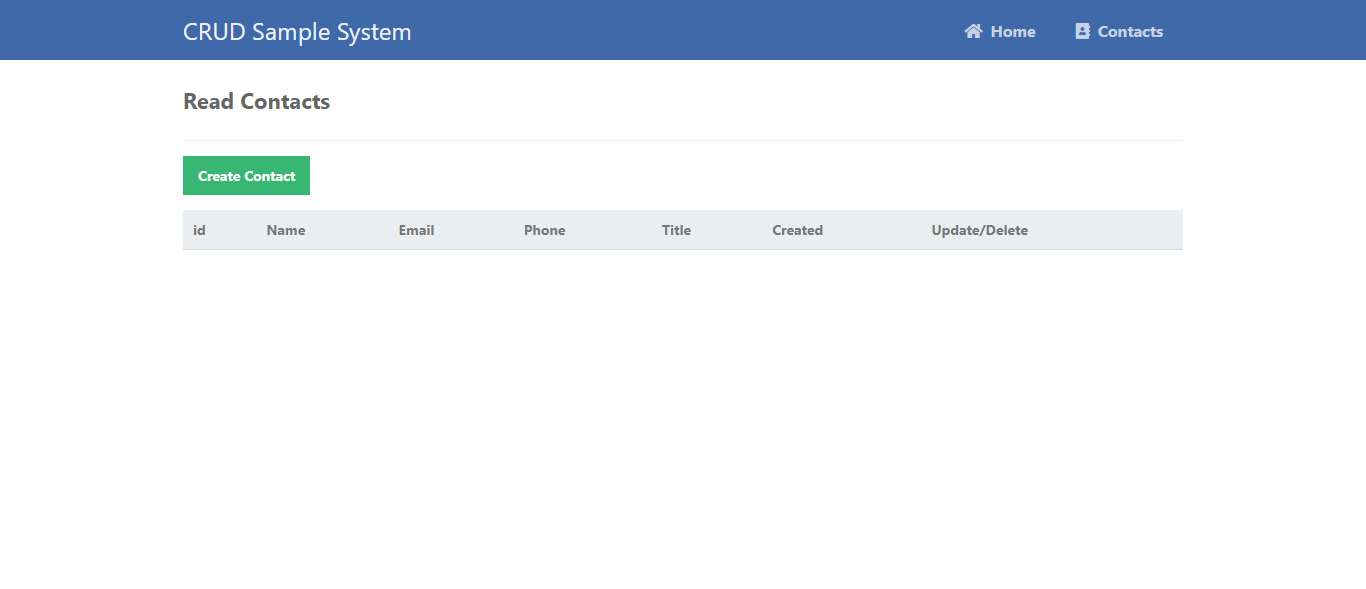 CRUD Sample System Home Contacts
Read Contacts
Create Contact
id Name Email Phone Title Created Update/Delete